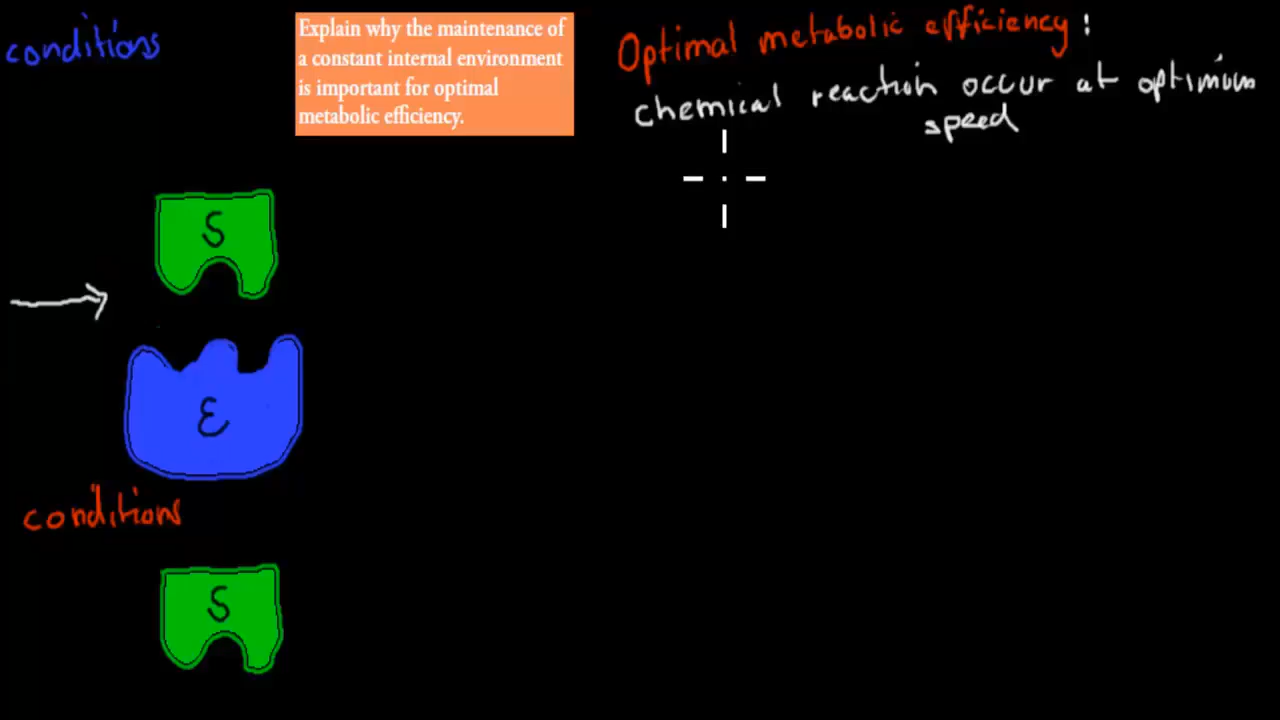 conditions
Explain why the maintenance of
a constant internal environment
is important for optimal
metabolic efficiency.
Optimal metabolic efficiency:
chemical reaction occur at optimum
speed
S
E
conditions
S